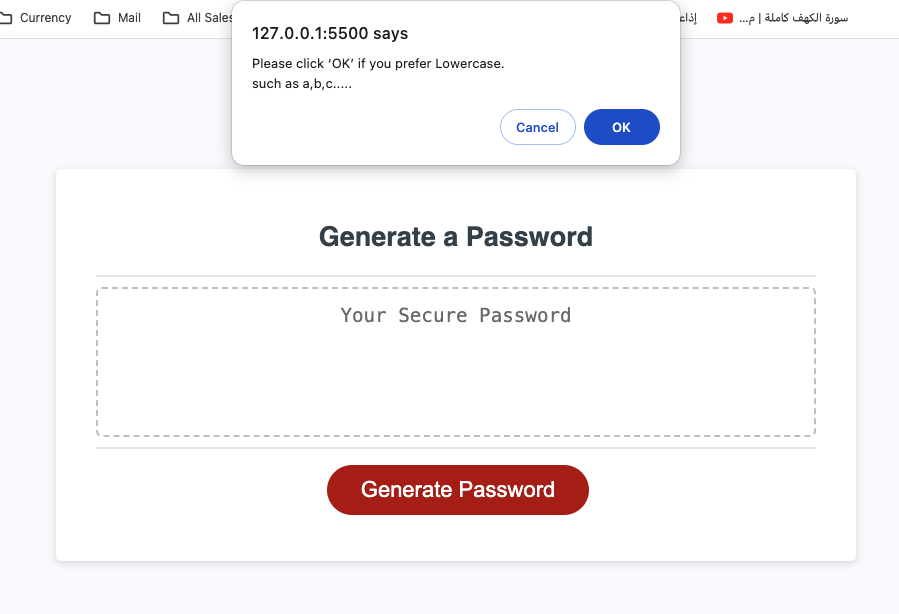 Currency
Mail
All Sales
127.0.0.1:5500 says
Please click ‘OK’ if you prefer Lowercase.
such as a,b,c.....
Cancel
OK
سورة الكهف كاملة | م...
Generate a Password
Your Secure Password
Generate Password